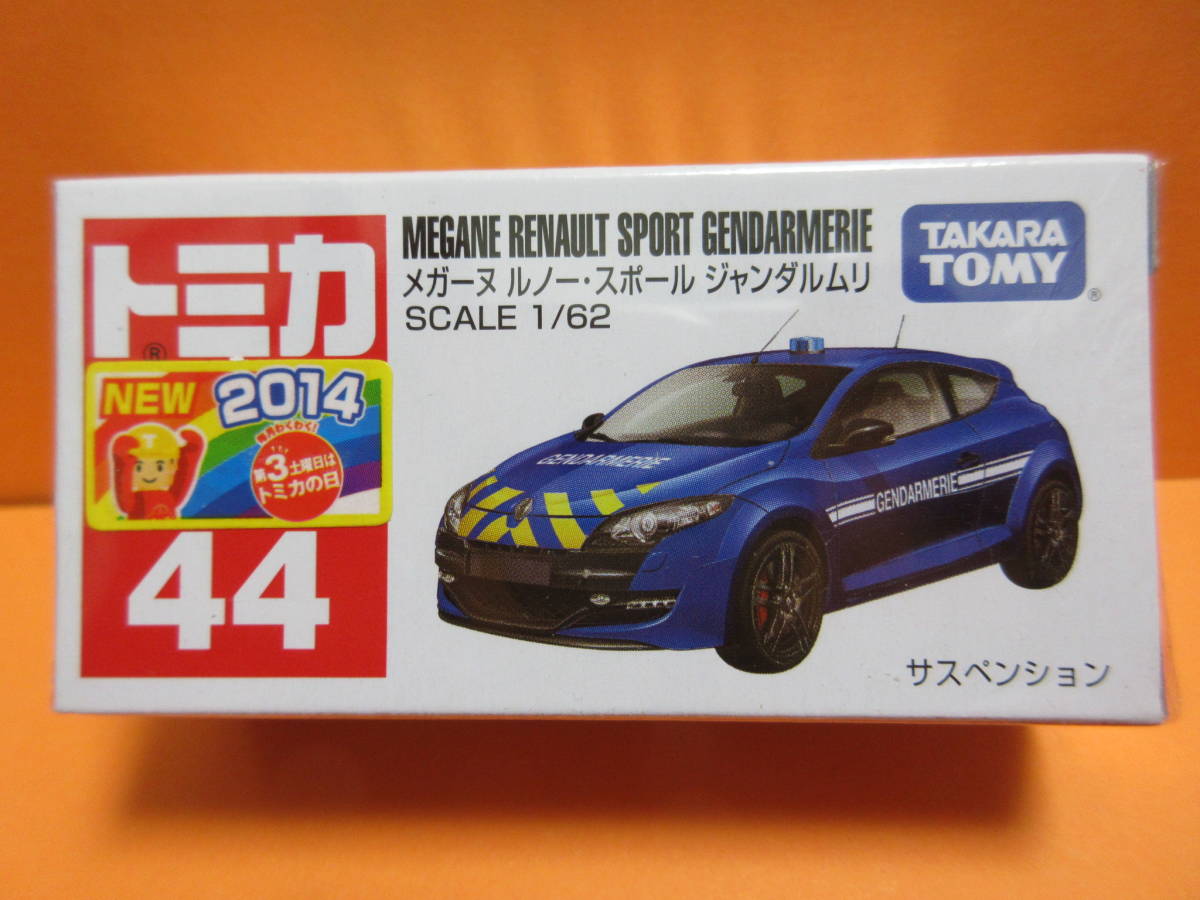 トミカ
®
NEW 2014
毎月わくわく!
第3土曜日は
トミカの日
44
MEGANE RENAULT SPORT GENDARMERIE
メガーヌ ルノー・スポール ジャンダルムリ
SCALE 1/62
TAKARA
TOMY
®
GENDARMERIE
GENDARMERIE
サスペンション